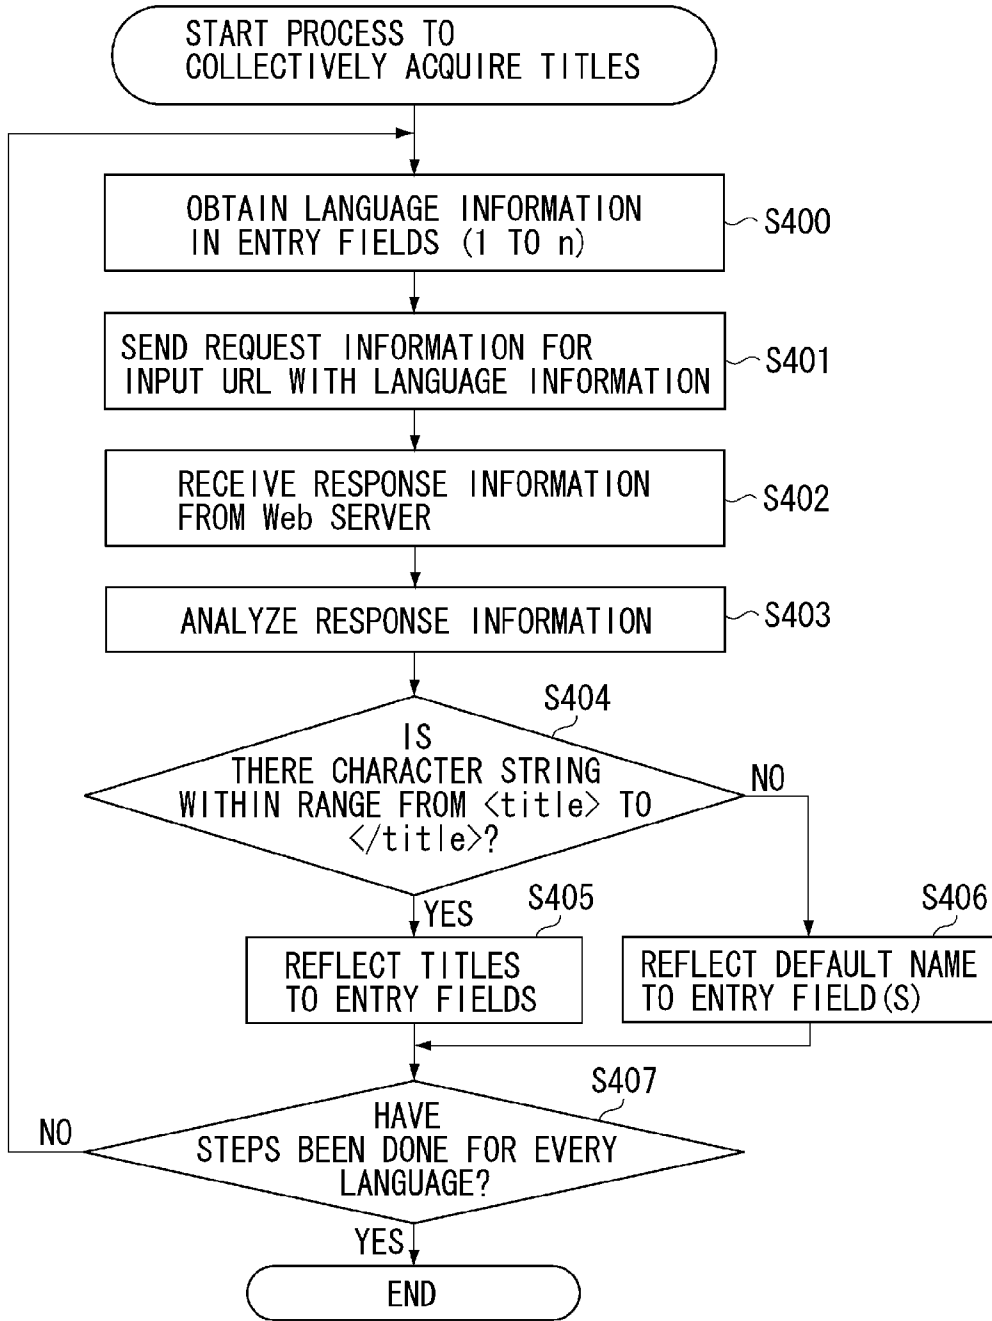 START PROCESS TO
COLLECTIVELY ACQUIRE TITLES
OBTAIN LANGUAGE INFORMATION
IN ENTRY FIELDS (1 TO n)
S400
SEND REQUEST INFORMATION FOR
INPUT URL WITH LANGUAGE INFORMATION
S401
RECEIVE RESPONSE INFORMATION
FROM Web SERVER
S402
ANALYZE RESPONSE INFORMATION
S403
S404
IS
THERE CHARACTER STRING
WITHIN RANGE FROM <title> TO
</title>?
NO
YES
S405
REFLECT TITLES
TO ENTRY FIELDS
S406
REFLECT DEFAULT NAME
TO ENTRY FIELD(S)
S407
HAVE
STEPS BEEN DONE FOR EVERY
LANGUAGE?
NO
YES
END